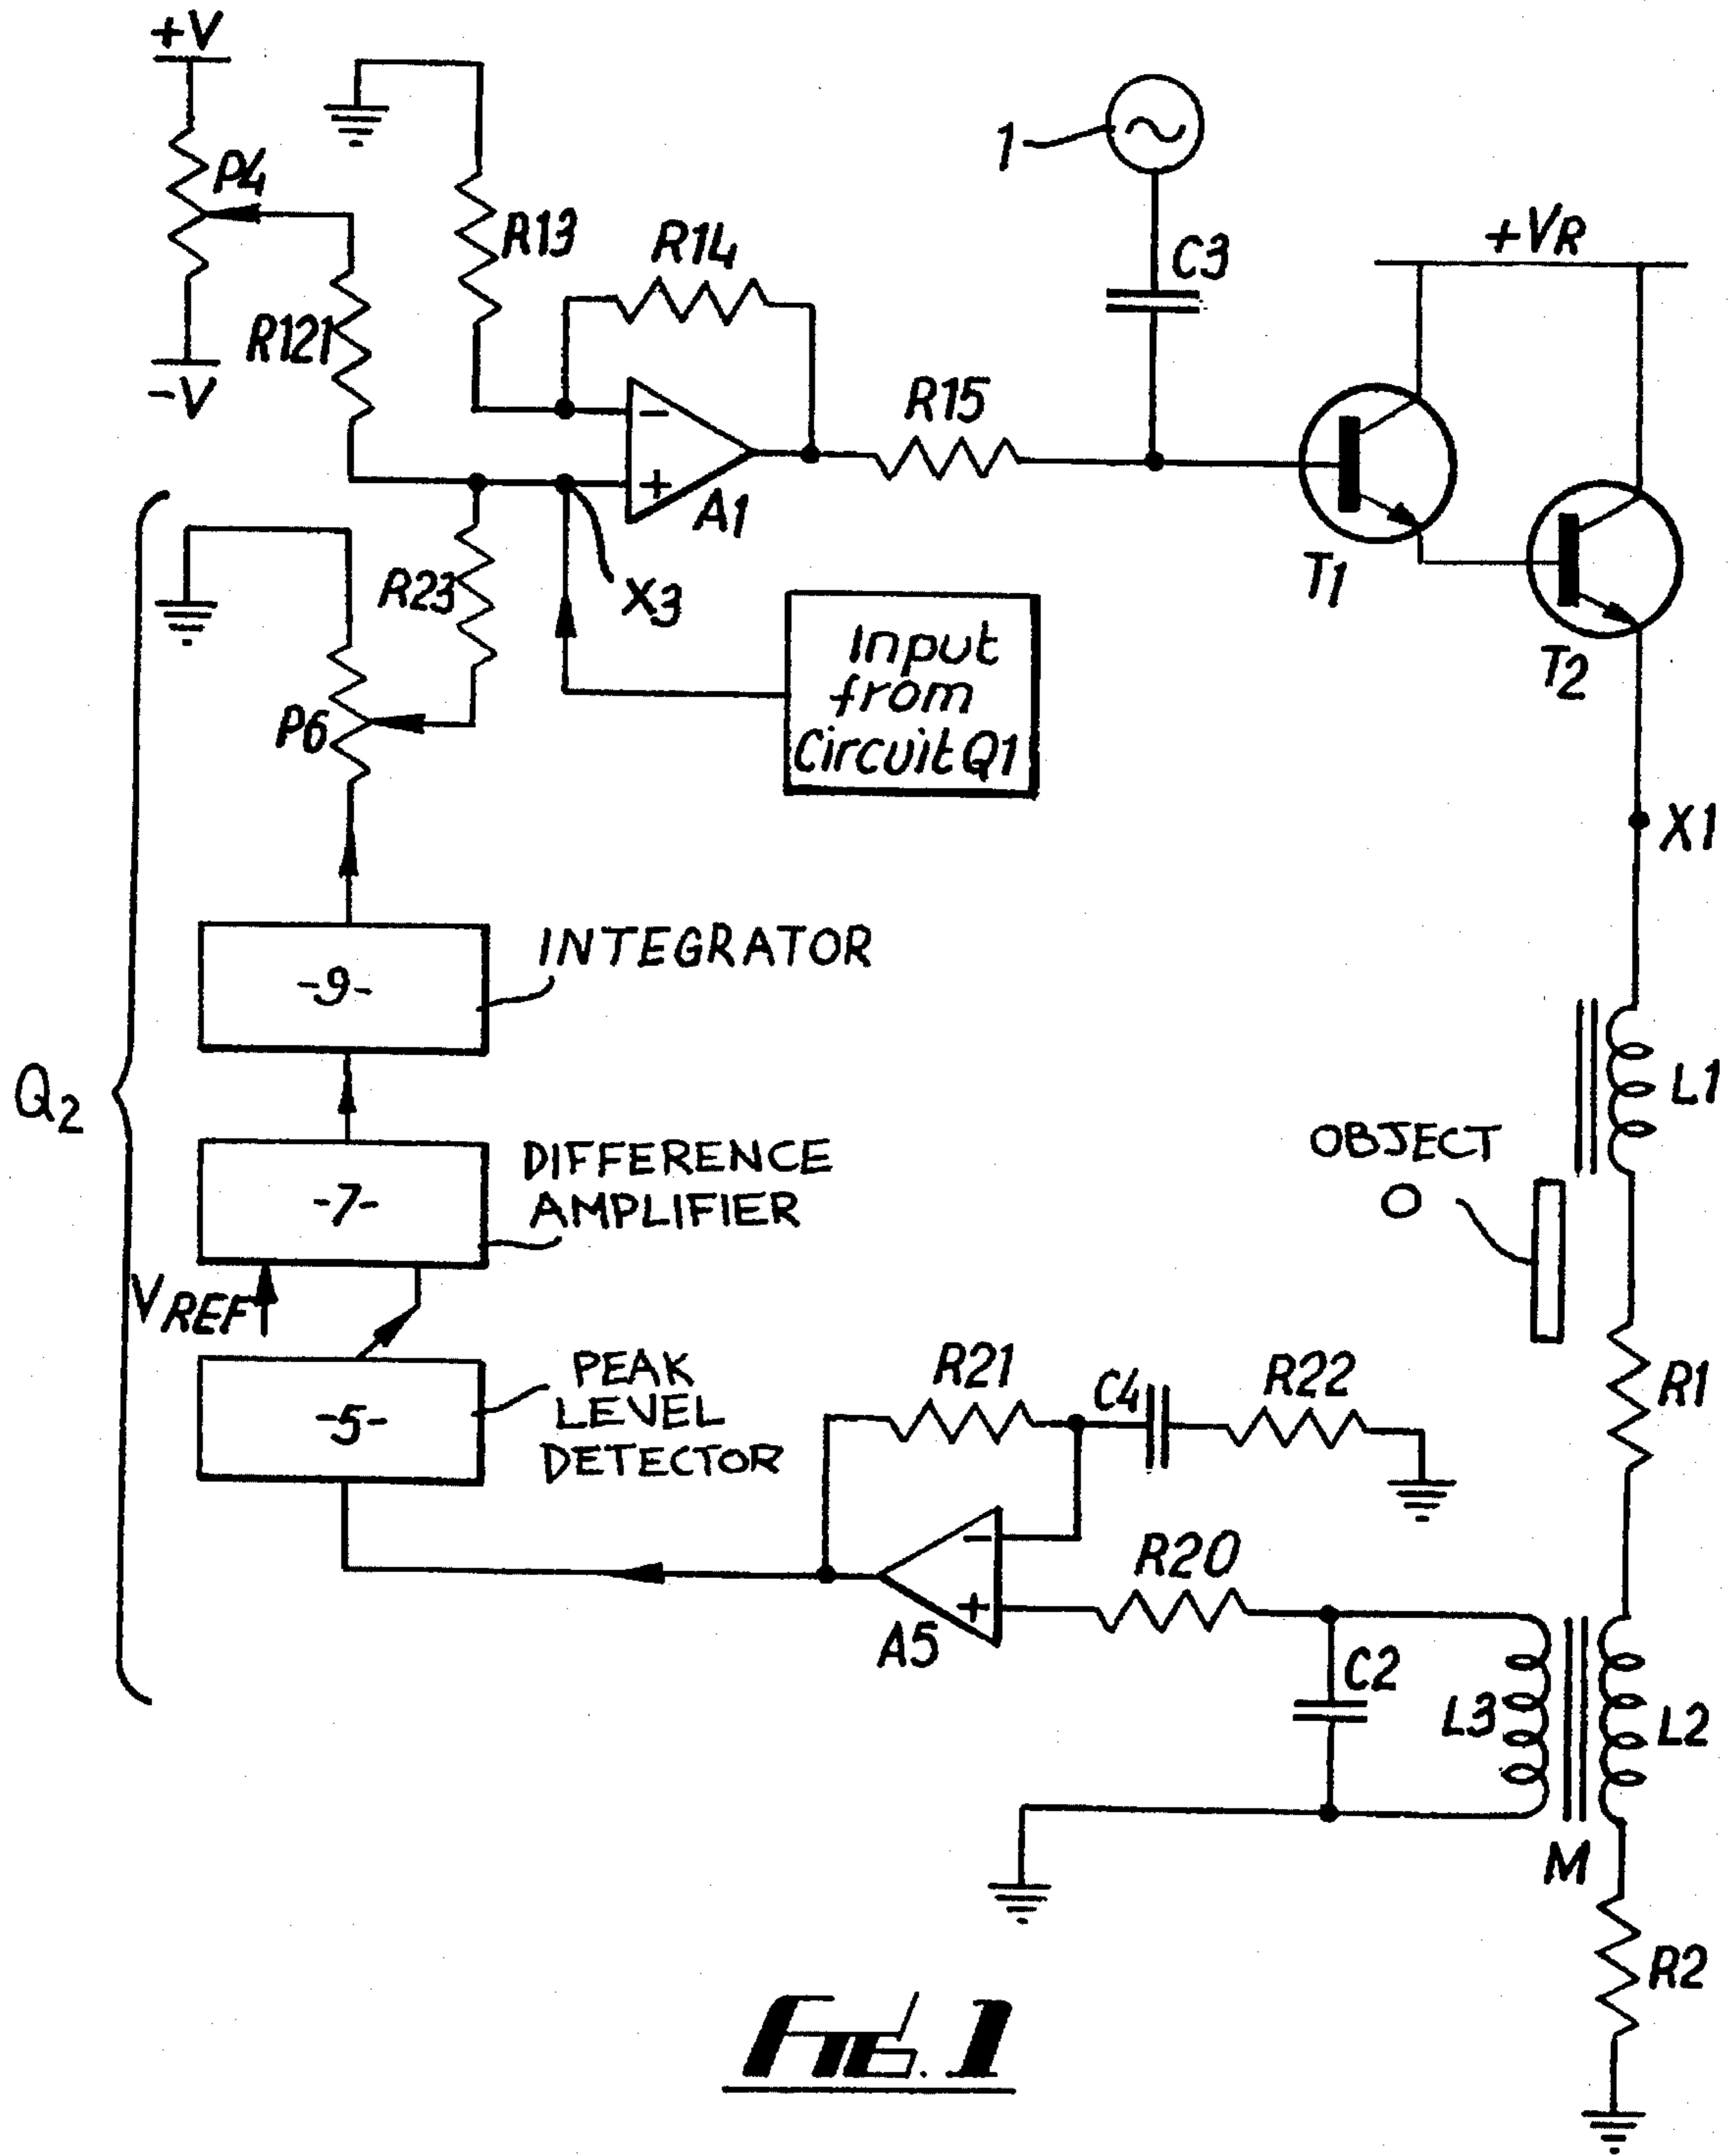 +V
P4
-V
R121
R13
R14
1
C3
+VR
R15
-
+
A1
X3
T1
T2
R23
P6
Input
from
Circuit Q1
X1
-9-
INTEGRATOR
Q2
L1
OBJECT
O
-7-
DIFFERENCE
AMPLIFIER
VREF
-5-
PEAK
LEVEL
DETECTOR
R21
C4
R22
R1
-
+
A5
R20
C2
L3
L2
M
R2
FIG. 1